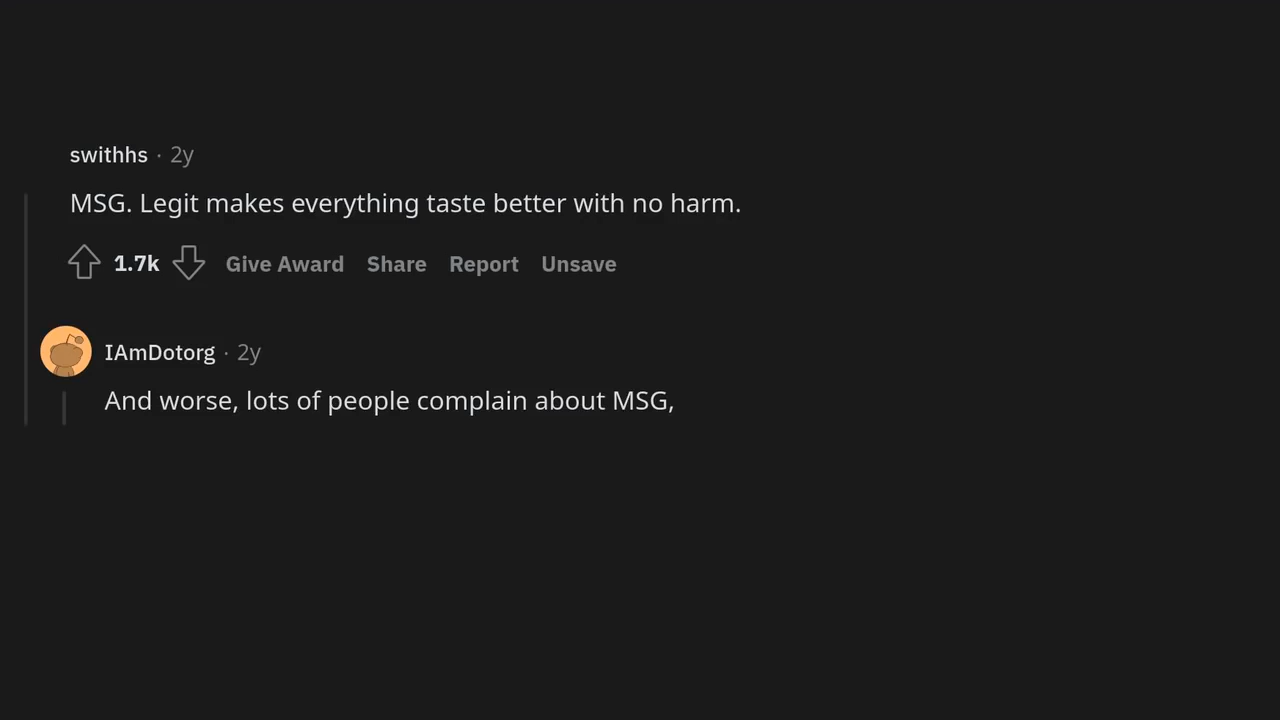 swithhs · 2y
MSG. Legit makes everything taste better with no harm.
1.7k Give Award Share Report Unsave
IAmDotorg · 2y
And worse, lots of people complain about MSG,